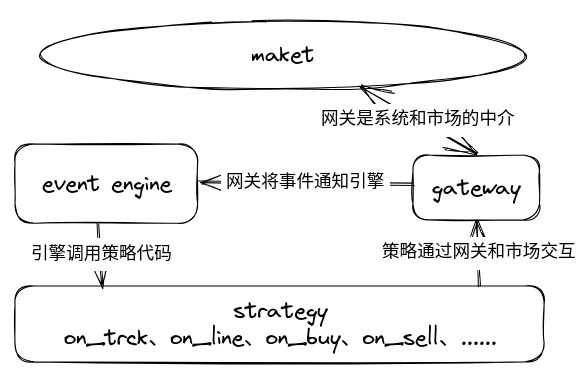 maket
网关是系统和市场的中介
event engine
网关将事件通知引擎
gateway
引擎调用策略代码
策略通过网关和市场交互
strategy
on_trck、on_line、on_buy、on_sell、......